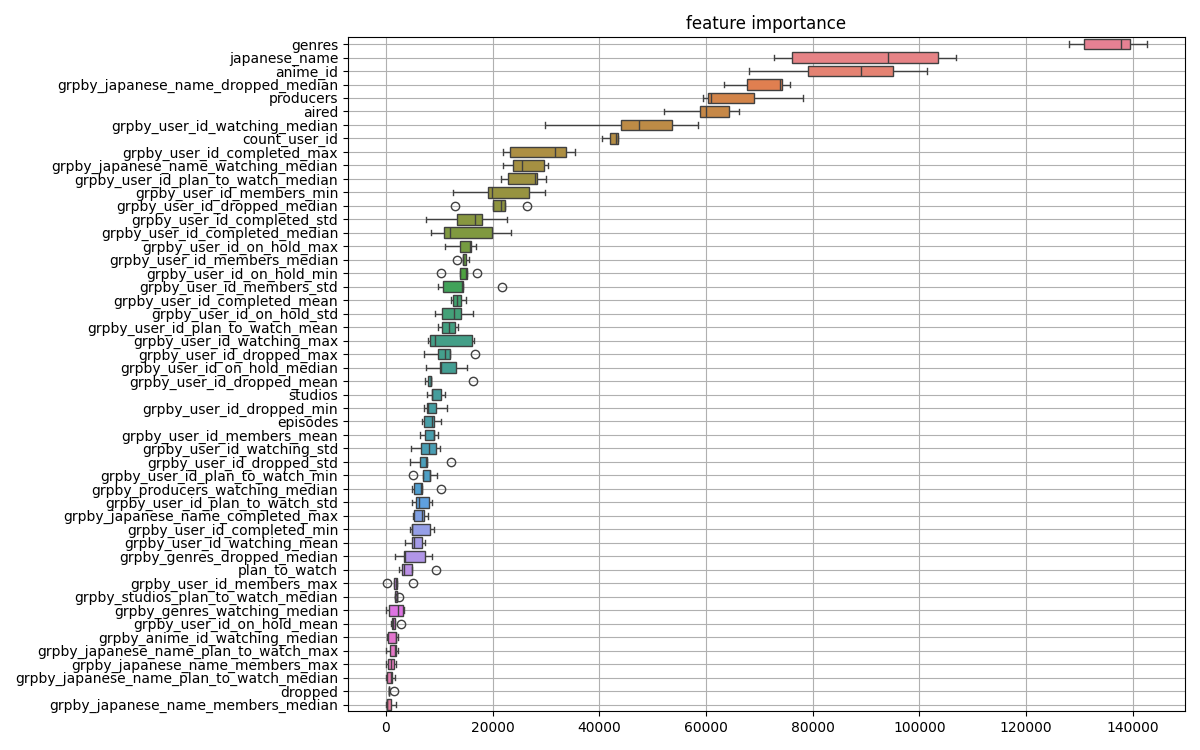 feature importance
genres
japanese_name
anime_id
grpby_japanese_name_dropped_median
producers
aired
grpby_user_id_watching_median
count_user_id
grpby_user_id_completed_max
grpby_japanese_name_watching_median
grpby_user_id_plan_to_watch_median
grpby_user_id_members_min
grpby_user_id_dropped_median
grpby_user_id_completed_std
grpby_user_id_completed_median
grpby_user_id_on_hold_max
grpby_user_id_members_median
grpby_user_id_on_hold_min
grpby_user_id_members_std
grpby_user_id_completed_mean
grpby_user_id_on_hold_std
grpby_user_id_plan_to_watch_mean
grpby_user_id_watching_max
grpby_user_id_dropped_max
grpby_user_id_on_hold_median
grpby_user_id_dropped_mean
studios
grpby_user_id_dropped_min
episodes
grpby_user_id_members_mean
grpby_user_id_watching_std
grpby_user_id_dropped_std
grpby_user_id_plan_to_watch_min
grpby_producers_watching_median
grpby_user_id_plan_to_watch_std
grpby_japanese_name_completed_max
grpby_user_id_completed_min
grpby_user_id_watching_mean
grpby_genres_dropped_median
plan_to_watch
grpby_user_id_members_max
grpby_studios_plan_to_watch_median
grpby_genres_watching_median
grpby_user_id_on_hold_mean
grpby_anime_id_watching_median
grpby_japanese_name_plan_to_watch_max
grpby_japanese_name_members_max
grpby_japanese_name_plan_to_watch_median
dropped
grpby_japanese_name_members_median
0 20000 40000 60000 80000 100000 120000 140000